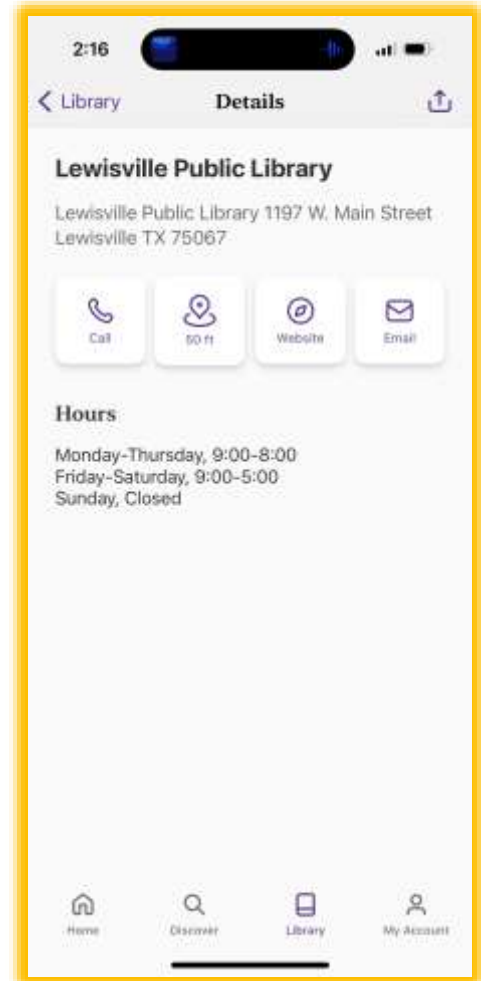 2:16
Library
Details
Lewisville Public Library
Lewisville Public Library 1197 W. Main Street
Lewisville TX 75067
Call
50 ft
Website
Email
Hours
Monday-Thursday, 9:00-8:00
Friday-Saturday, 9:00-5:00
Sunday, Closed
Home
Discover
Library
My Account